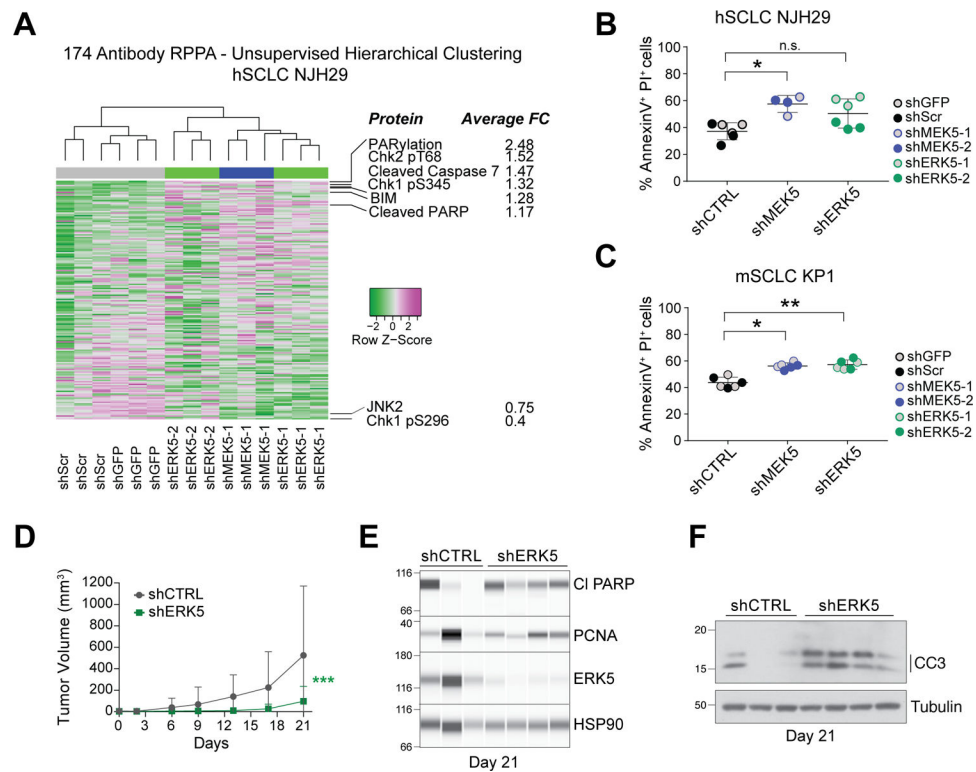 A
174 Antibody RPPA - Unsupervised Hierarchical Clustering
hSCLC NJH29
Protein Average FC
PARylation 2.48
Chk2 pT68 1.52
Cleaved Caspase 7 1.47
Chk1 pS345 1.32
BIM 1.28
Cleaved PARP 1.17
−2 0 2
Row Z−Score
JNK2 0.75
Chk1 pS296 0.4
shScr
shScr
shScr
shGFP
shGFP
shGFP
shERK5-2
shERK5-2
shERK5-2
shMEK5-1
shMEK5-1
shMEK5-1
shERK5-1
shERK5-1
shERK5-1
B
hSCLC NJH29
n.s.
*
% AnnexinV+ PI+ cells
100
80
60
40
20
0
shCTRL
shMEK5
shERK5
shGFP
shScr
shMEK5-1
shMEK5-2
shERK5-1
shERK5-2
C
mSCLC KP1
**
*
% AnnexinV+ PI+ cells
100
80
60
40
20
0
shCTRL
shMEK5
shERK5
shGFP
shScr
shMEK5-1
shMEK5-2
shERK5-1
shERK5-2
D
Tumor Volume (mm3)
1200
1000
800
600
400
200
0
shCTRL
shERK5
***
0 3 6 9 12 15 18 21
Days
E
shCTRL shERK5
116
66
Cl PARP
40
PCNA
180
116
ERK5
116
66
HSP90
Day 21
F
shCTRL shERK5
20
15
CC3
50
Tubulin
Day 21